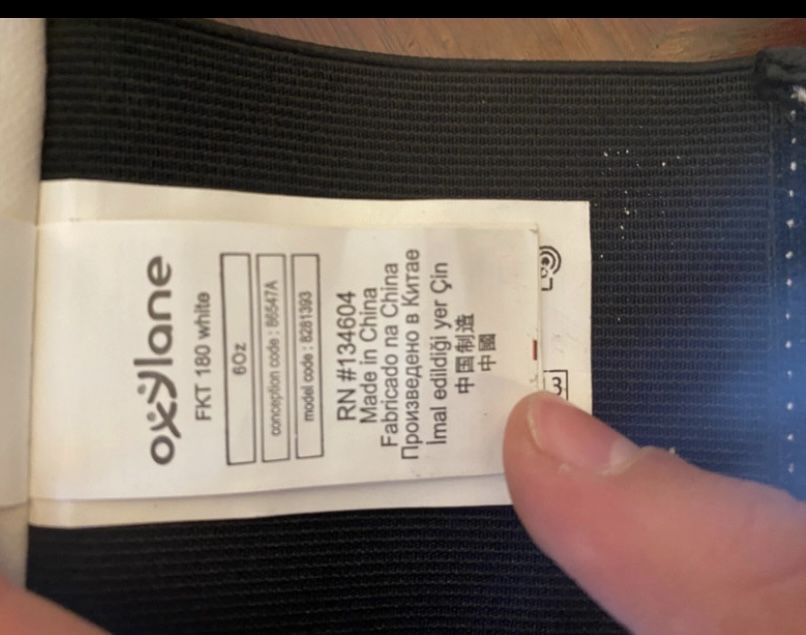 oxylane
FKT 180 white
6Oz
conception code : 86547A
model code : 8281393
RN #134604
Made in China
Fabricado na China
Произведено в Китае
İmal edildiği yer Çin
中国制造
中國